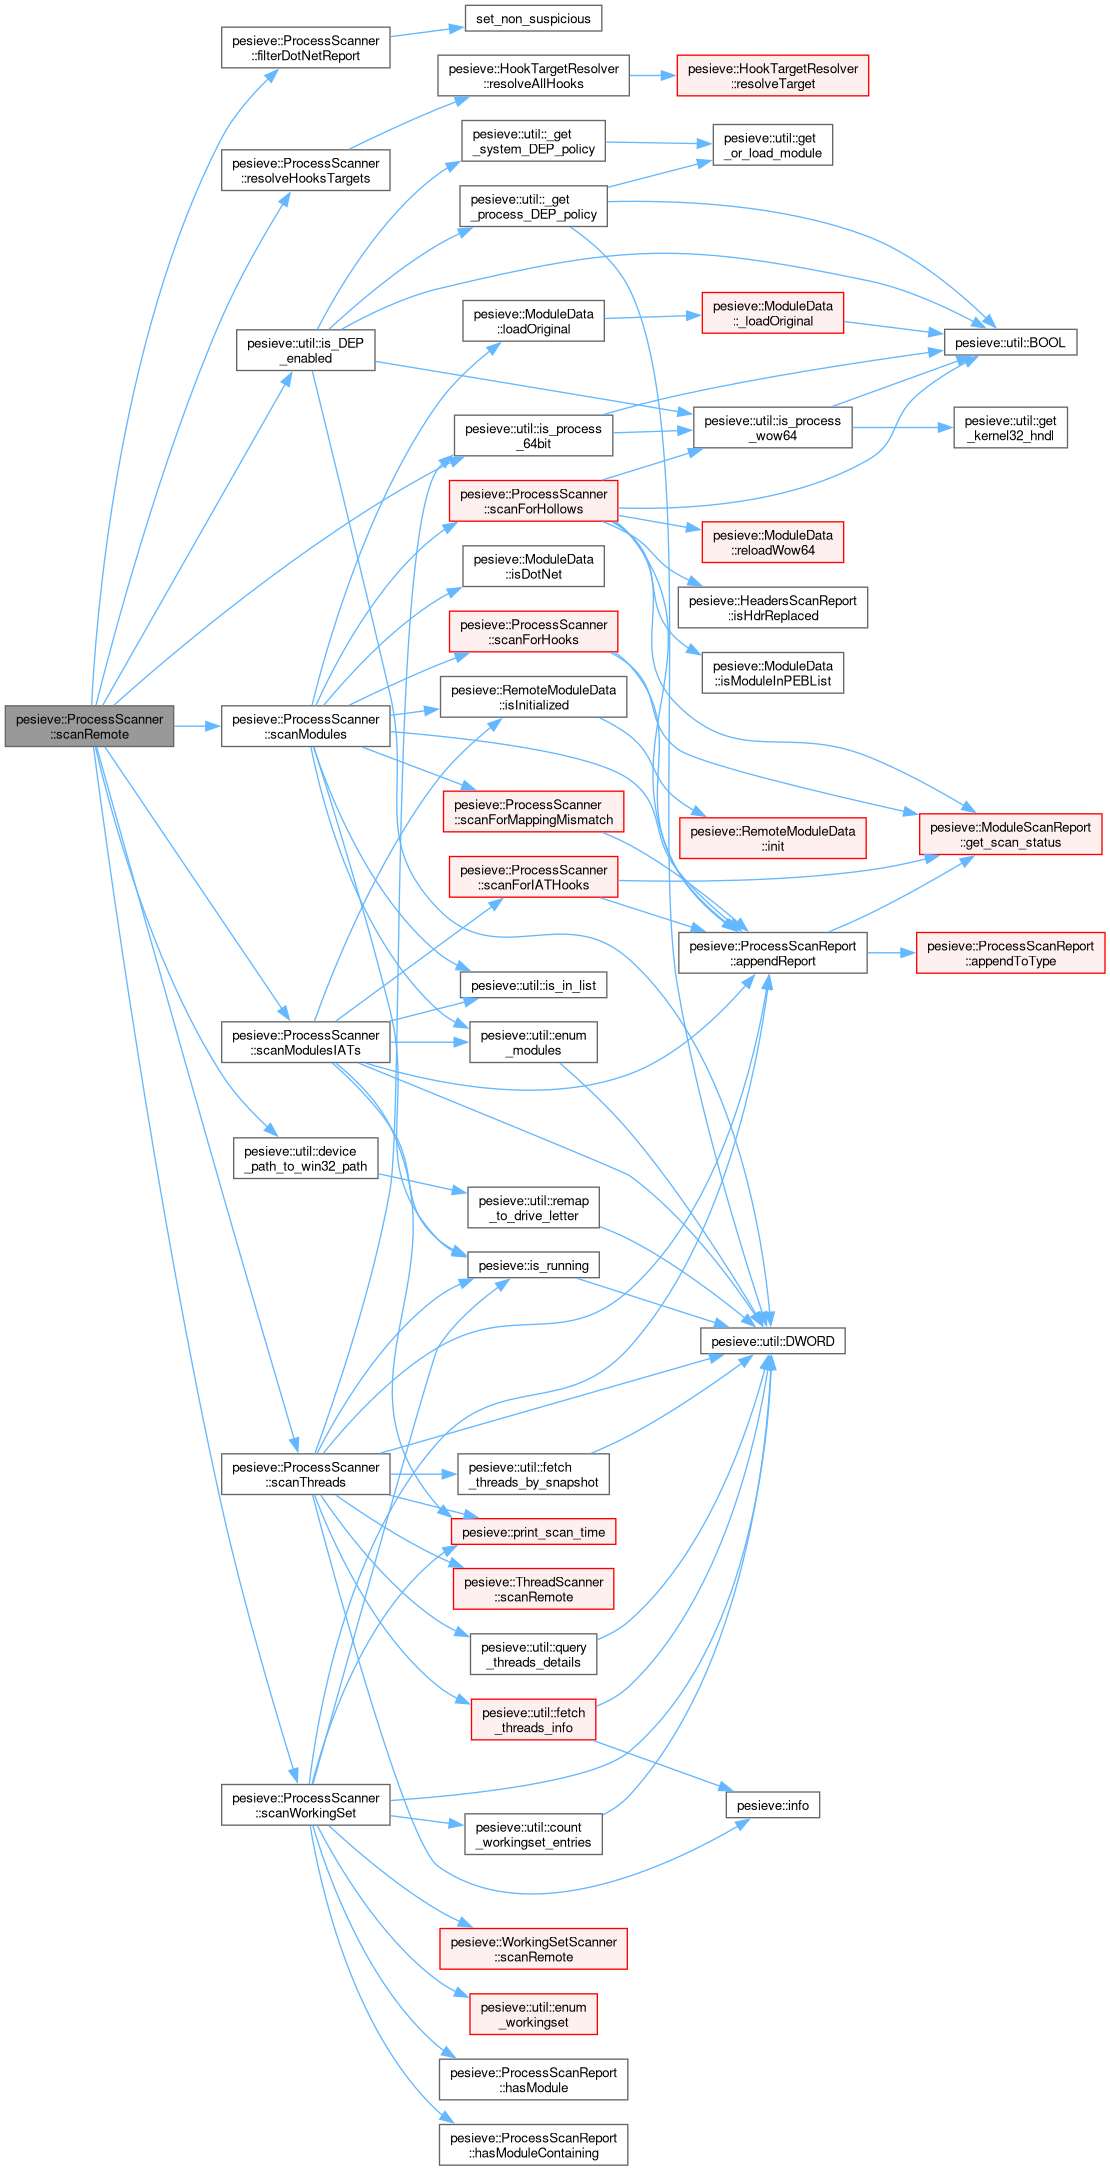 set_non_suspicious
pesieve::ProcessScanner
::filterDotNetReport
pesieve::HookTargetResolver
::resolveAllHooks
pesieve::HookTargetResolver
::resolveTarget
pesieve::util::_get
_system_DEP_policy
pesieve::util::get
_or_load_module
pesieve::ProcessScanner
::resolveHooksTargets
pesieve::util::_get
_process_DEP_policy
pesieve::ModuleData
::loadOriginal
pesieve::ModuleData
::_loadOriginal
pesieve::util::is_DEP
_enabled
pesieve::util::BOOL
pesieve::util::is_process
_64bit
pesieve::util::is_process
_wow64
pesieve::util::get
_kernel32_hndl
pesieve::ProcessScanner
::scanForHollows
pesieve::ModuleData
::reloadWow64
pesieve::ModuleData
::isDotNet
pesieve::HeadersScanReport
::isHdrReplaced
pesieve::ProcessScanner
::scanForHooks
pesieve::ModuleData
::isModuleInPEBList
pesieve::RemoteModuleData
::isInitialized
pesieve::ProcessScanner
::scanRemote
pesieve::ProcessScanner
::scanModules
pesieve::ProcessScanner
::scanForMappingMismatch
pesieve::RemoteModuleData
::init
pesieve::ModuleScanReport
::get_scan_status
pesieve::ProcessScanner
::scanForIATHooks
pesieve::ProcessScanReport
::appendReport
pesieve::ProcessScanReport
::appendToType
pesieve::util::is_in_list
pesieve::ProcessScanner
::scanModulesIATs
pesieve::util::enum
_modules
pesieve::util::device
_path_to_win32_path
pesieve::util::remap
_to_drive_letter
pesieve::is_running
pesieve::util::DWORD
pesieve::ProcessScanner
::scanThreads
pesieve::util::fetch
_threads_by_snapshot
pesieve::print_scan_time
pesieve::ThreadScanner
::scanRemote
pesieve::util::query
_threads_details
pesieve::util::fetch
_threads_info
pesieve::ProcessScanner
::scanWorkingSet
pesieve::info
pesieve::util::count
_workingset_entries
pesieve::WorkingSetScanner
::scanRemote
pesieve::util::enum
_workingset
pesieve::ProcessScanReport
::hasModule
pesieve::ProcessScanReport
::hasModuleContaining